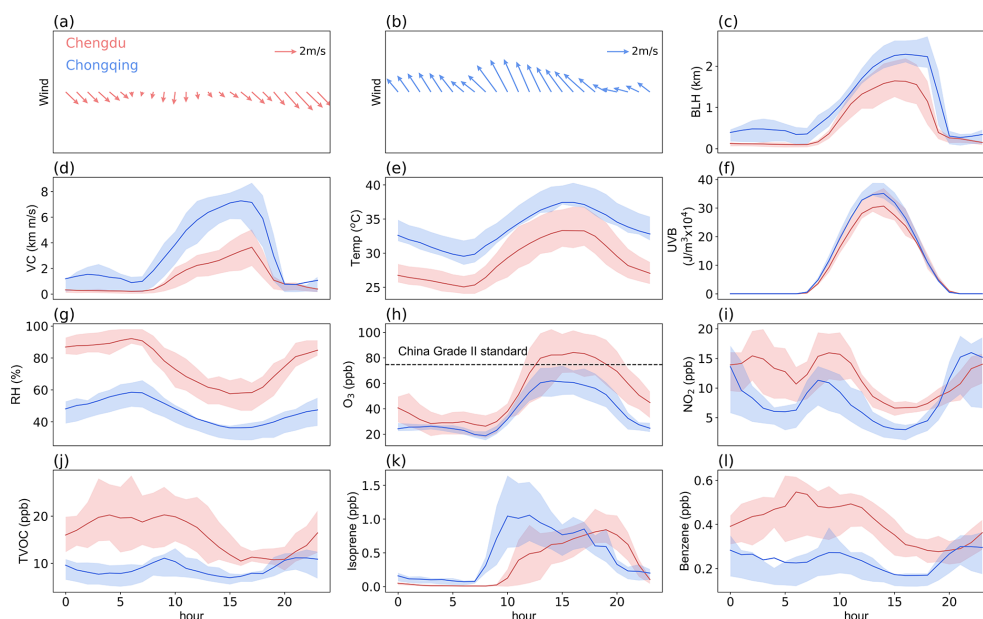 (a)
Chengdu
Chongqing
2m/s
Wind
(b)
2m/s
Wind
(c)
BLH (km)
2
1
0
(d)
VC (km m/s)
8
6
4
2
0
(e)
Temp (°C)
40
35
30
25
(f)
UVB
(J/m³x10⁴)
40
30
20
10
0
(g)
RH (%)
100
80
60
40
(h)
China Grade II standard
O₃ (ppb)
100
80
60
40
20
(i)
NO₂ (ppb)
20
15
10
5
(j)
TVOC (ppb)
20
10
0 5 10 15 20
hour
(k)
Isoprene (ppb)
1.5
1.0
0.5
0.0
0 5 10 15 20
hour
(l)
Benzene (ppb)
0.6
0.4
0.2
0 5 10 15 20
hour